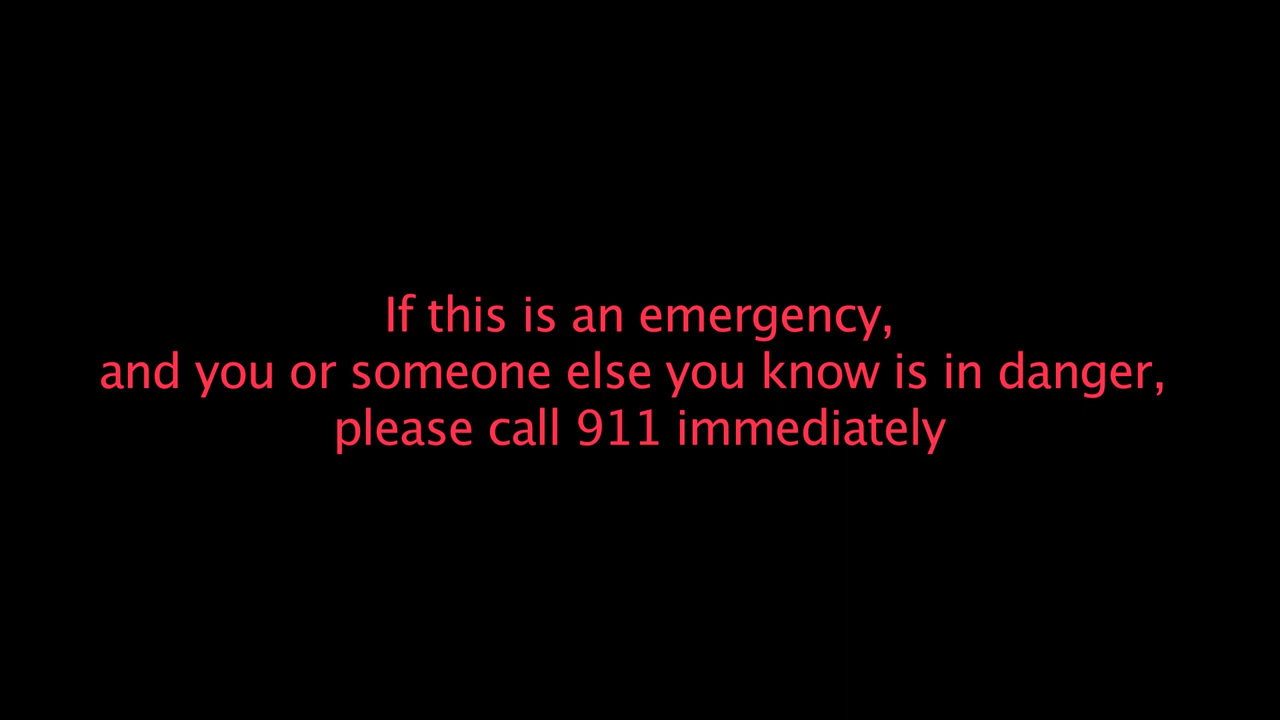 If this is an emergency,
and you or someone else you know is in danger,
please call 911 immediately